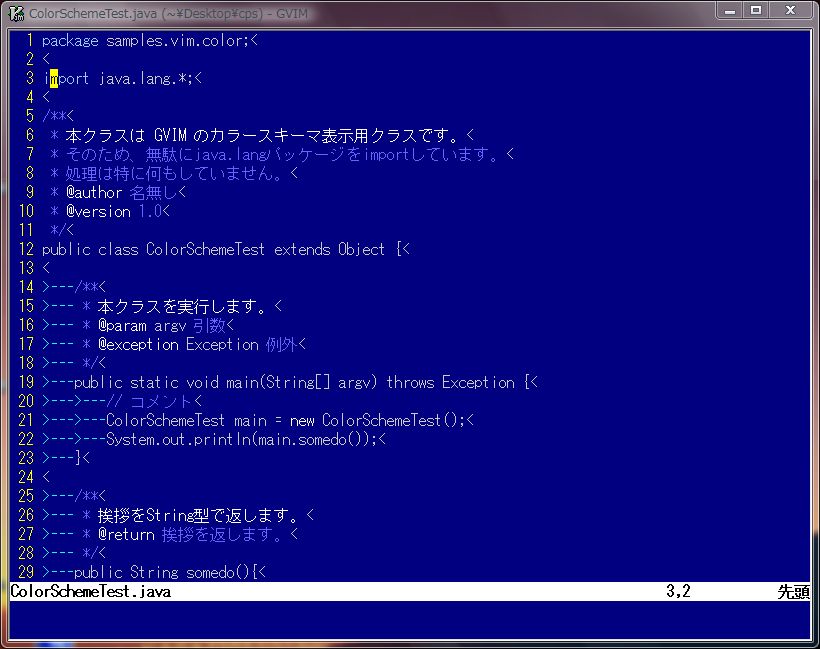 ColorSchemeTest.java (~¥Desktop¥cps) - GVIM
1 package samples.vim.color;<
2 <
3 import java.lang.*;<
4 <
5 /**<
6  * 本クラスは GVIM のカラースキーマ表示用クラスです。<
7  * そのため、無駄にjava.langパッケージをimportしています。<
8  * 処理は特に何もしていません。<
9  * @author 名無し<
10  * @version 1.0<
11  */<
12 public class ColorSchemeTest extends Object {<
13 <
14 >---/**<
15 >--- * 本クラスを実行します。<
16 >--- * @param argv 引数<
17 >--- * @exception Exception 例外<
18 >--- */<
19 >---public static void main(String[] argv) throws Exception {<
20 >--->---// コメント<
21 >--->---ColorSchemeTest main = new ColorSchemeTest();<
22 >--->---System.out.println(main.somedo());<
23 >---}<
24 <
25 >---/**<
26 >--- * 挨拶をString型で返します。<
27 >--- * @return 挨拶を返します。<
28 >--- */<
29 >---public String somedo(){<
ColorSchemeTest.java 3,2 先頭